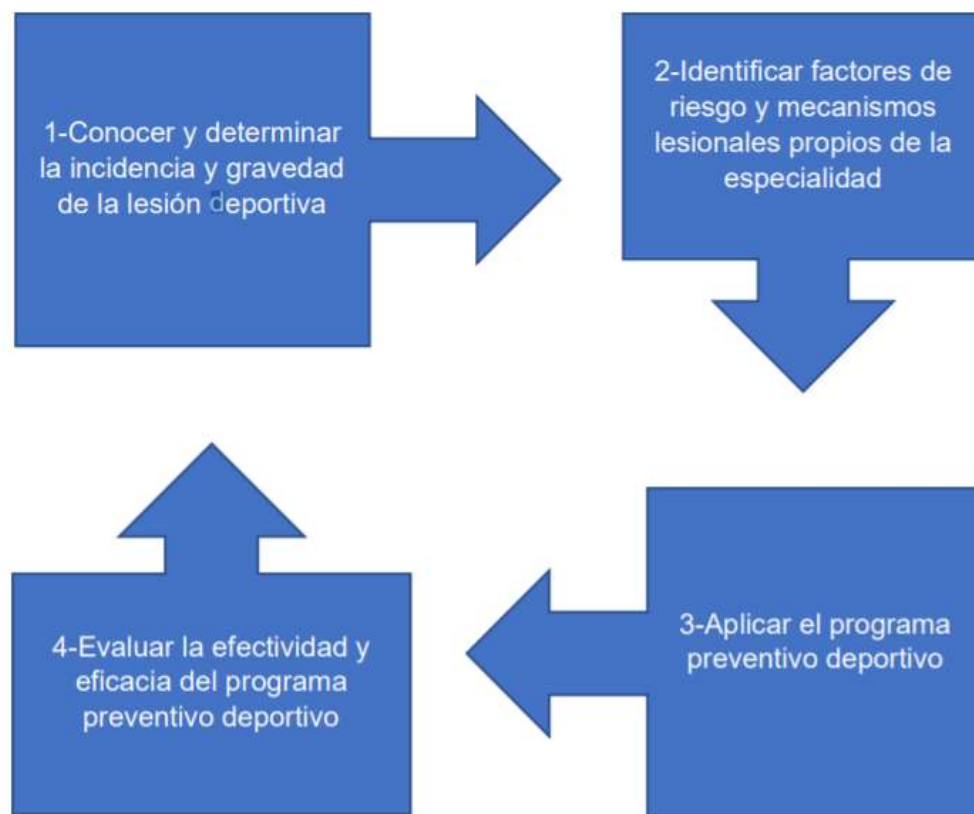 1-Conocer y determinar
la incidencia y gravedad
de la lesión deportiva
2-Identificar factores de
riesgo y mecanismos
lesionales propios de la
especialidad
3-Aplicar el programa
preventivo deportivo
4-Evaluar la efectividad y
eficacia del programa
preventivo deportivo